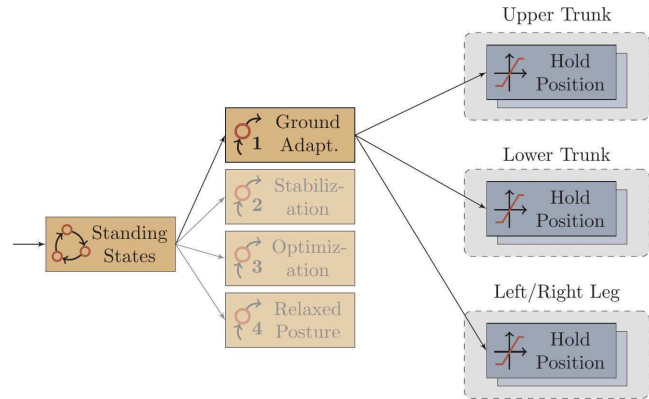 Upper Trunk
Hold
Position
Ground
Adapt.
1
Lower Trunk
Hold
Position
Stabiliz-
ation
2
Standing
States
Optimiz-
ation
3
Left/Right Leg
Hold
Position
Relaxed
Posture
4